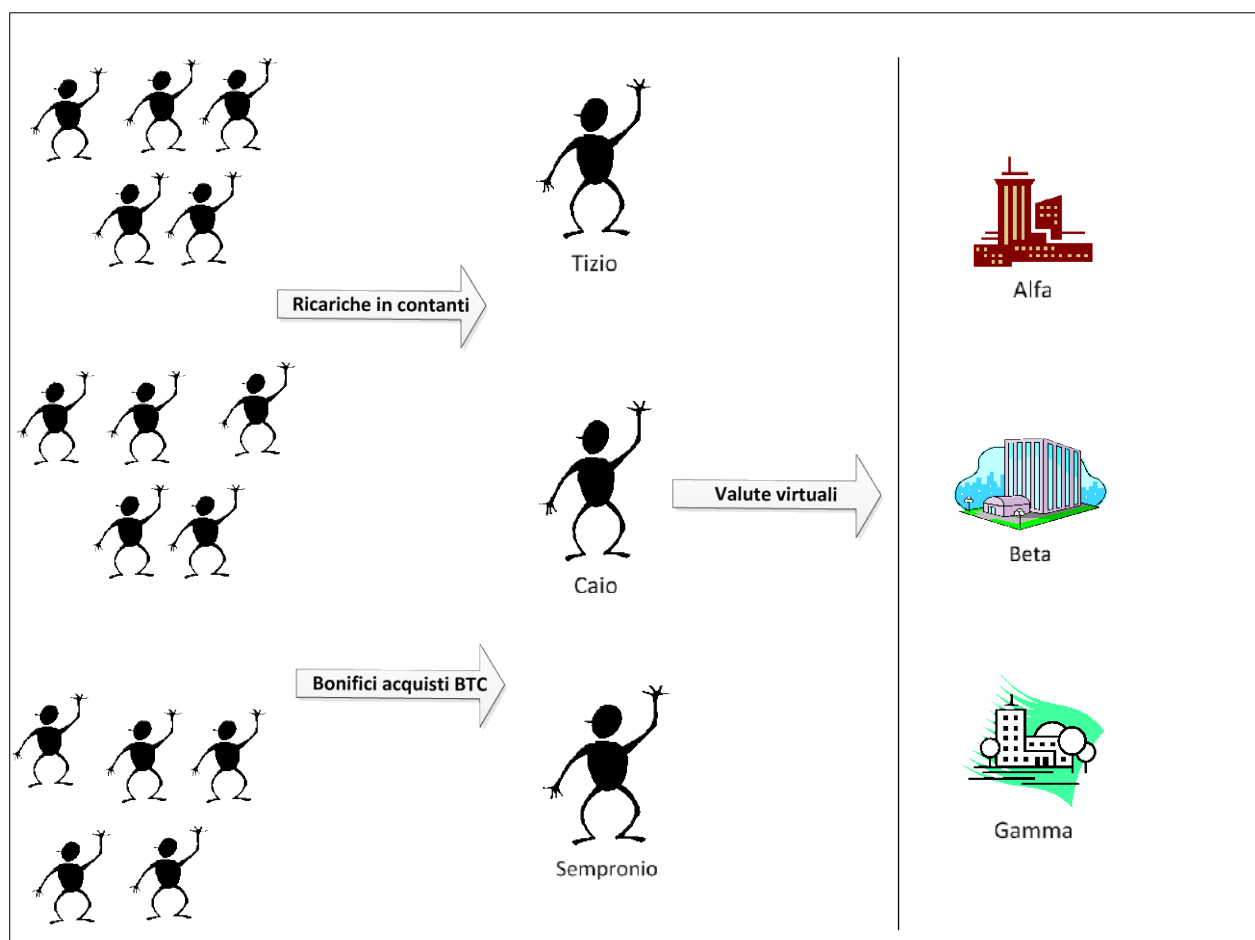 Tizio
Ricariche in contanti
Alfa
Valute virtuali
Beta
Caio
Bonifici acquisti BTC
Gamma
Sempronio